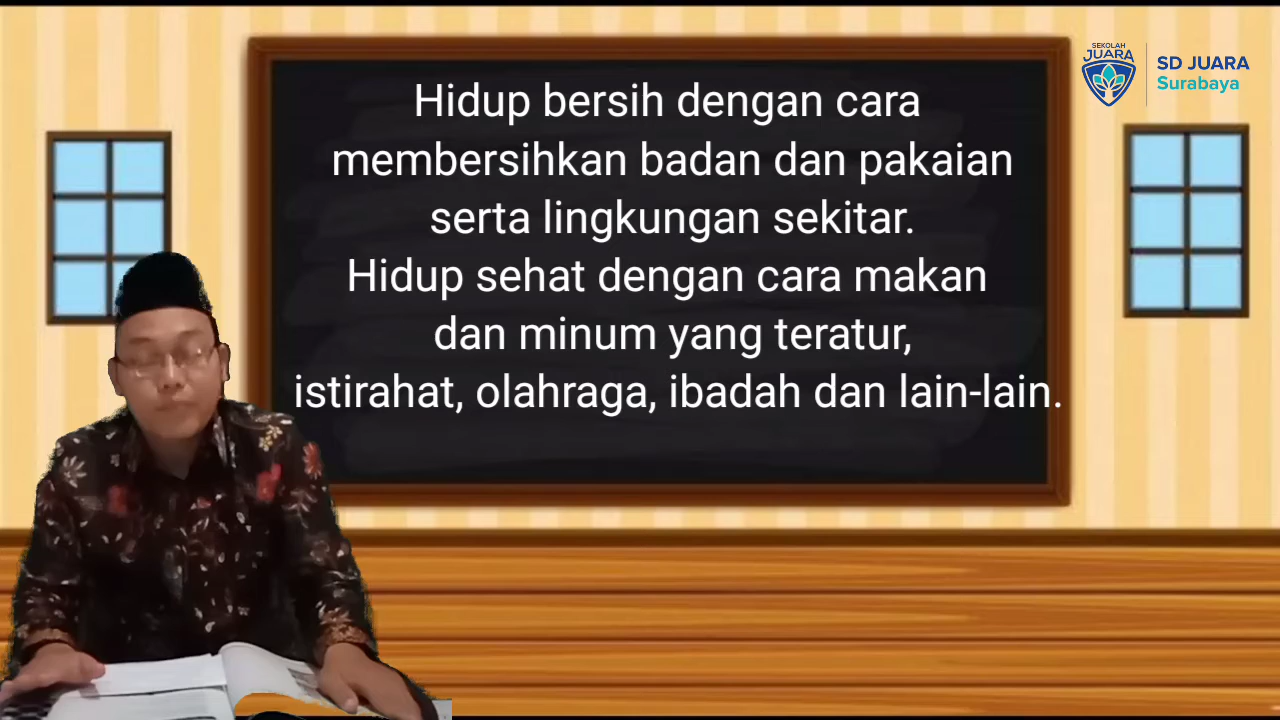 SEKOLAH
JUARA
SD JUARA
Surabaya
Hidup bersih dengan cara
membersihkan badan dan pakaian
serta lingkungan sekitar.
Hidup sehat dengan cara makan
dan minum yang teratur,
istirahat, olahraga, ibadah dan lain-lain.